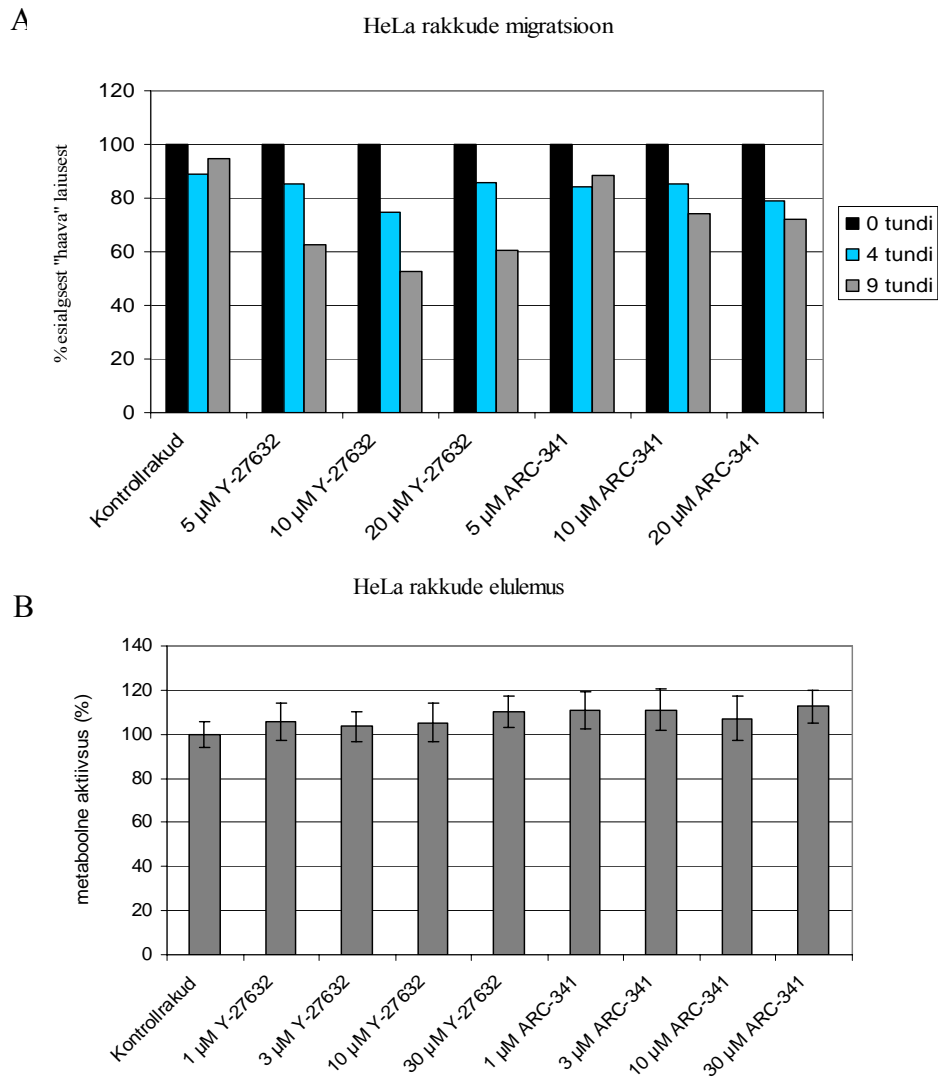 A
HeLa rakkude migratsioon
% esialgsest "haava" laiusest
120
100
80
60
40
20
0
0 tundi
4 tundi
9 tundi
Kontrollrakud
5 µM Y-27632
10 µM Y-27632
20 µM Y-27632
5 µM ARC-341
10 µM ARC-341
20 µM ARC-341
B
HeLa rakkude elulemus
metaboolne aktiivsus (%)
140
120
100
80
60
40
20
0
Kontrollrakud
1 µM Y-27632
3 µM Y-27632
10 µM Y-27632
30 µM Y-27632
1 µM ARC-341
3 µM ARC-341
10 µM ARC-341
30 µM ARC-341